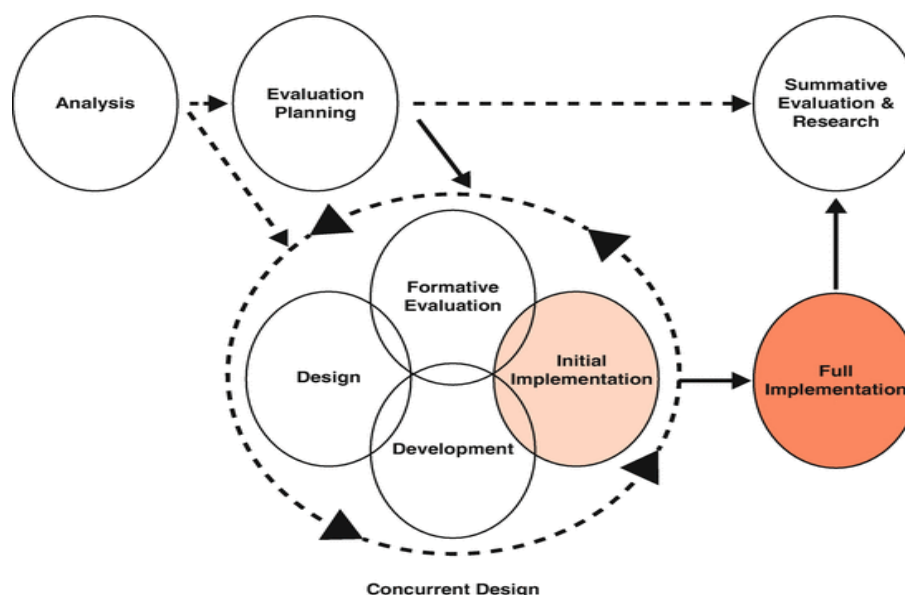 Analysis
Evaluation
Planning
Summative
Evaluation &
Research
Formative
Evaluation
Design
Initial
Implementation
Development
Full
Implementation
Concurrent Design